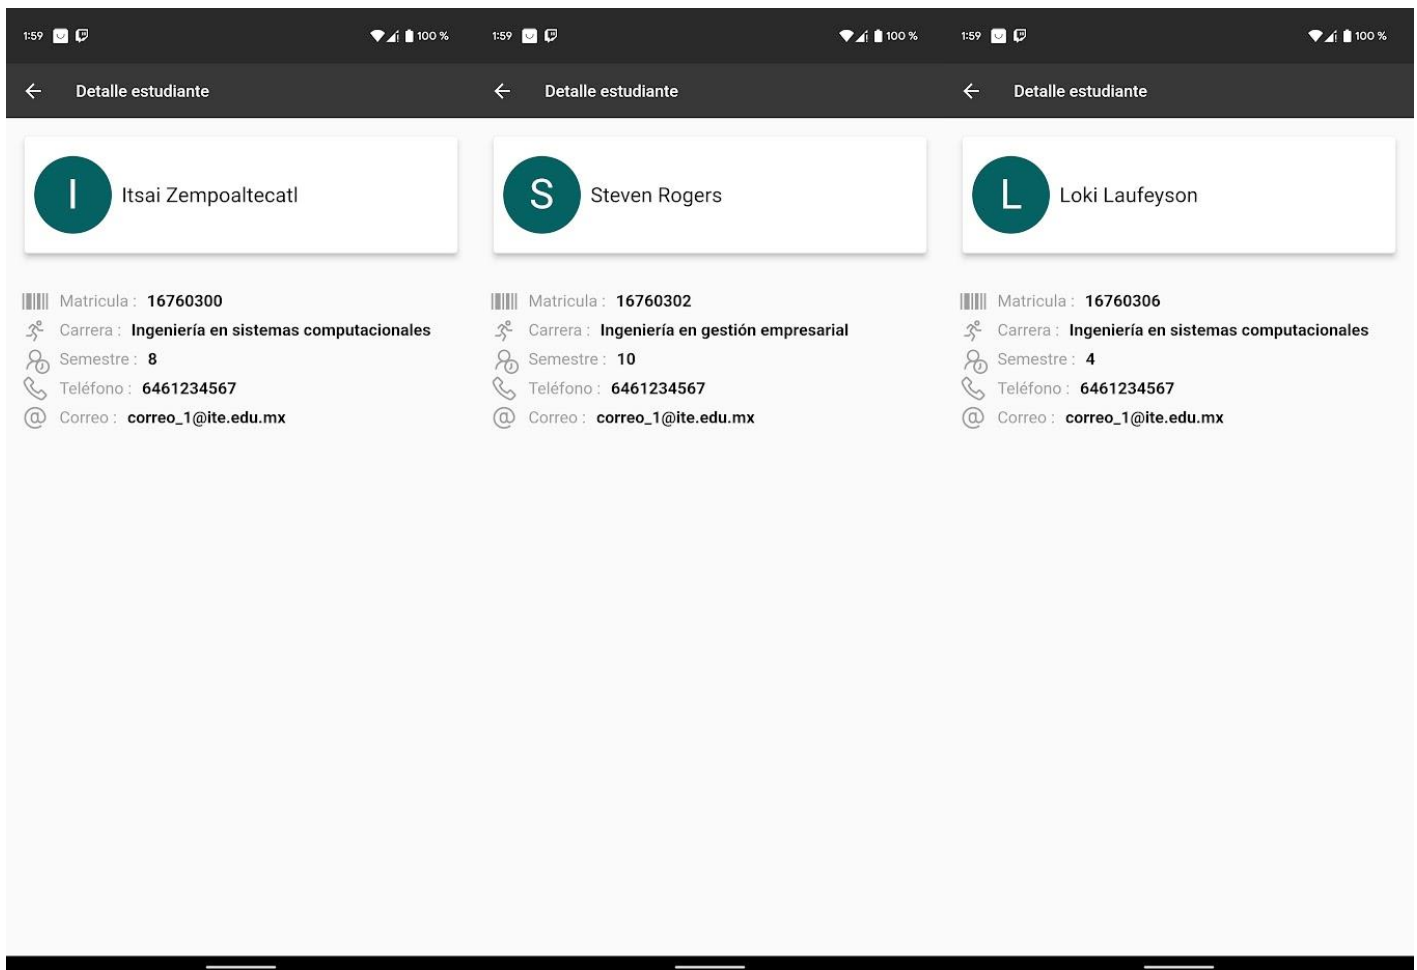 1:59 100 %
Detalle estudiante
I Itsai Zempoaltecatl
Matricula : 16760300
Carrera : Ingeniería en sistemas computacionales
Semestre : 8
Teléfono : 6461234567
@ Correo : correo_1@ite.edu.mx
1:59 100 %
Detalle estudiante
S Steven Rogers
Matricula : 16760302
Carrera : Ingeniería en gestión empresarial
Semestre : 10
Teléfono : 6461234567
@ Correo : correo_1@ite.edu.mx
1:59 100 %
Detalle estudiante
L Loki Laufeyson
Matricula : 16760306
Carrera : Ingeniería en sistemas computacionales
Semestre : 4
Teléfono : 6461234567
@ Correo : correo_1@ite.edu.mx